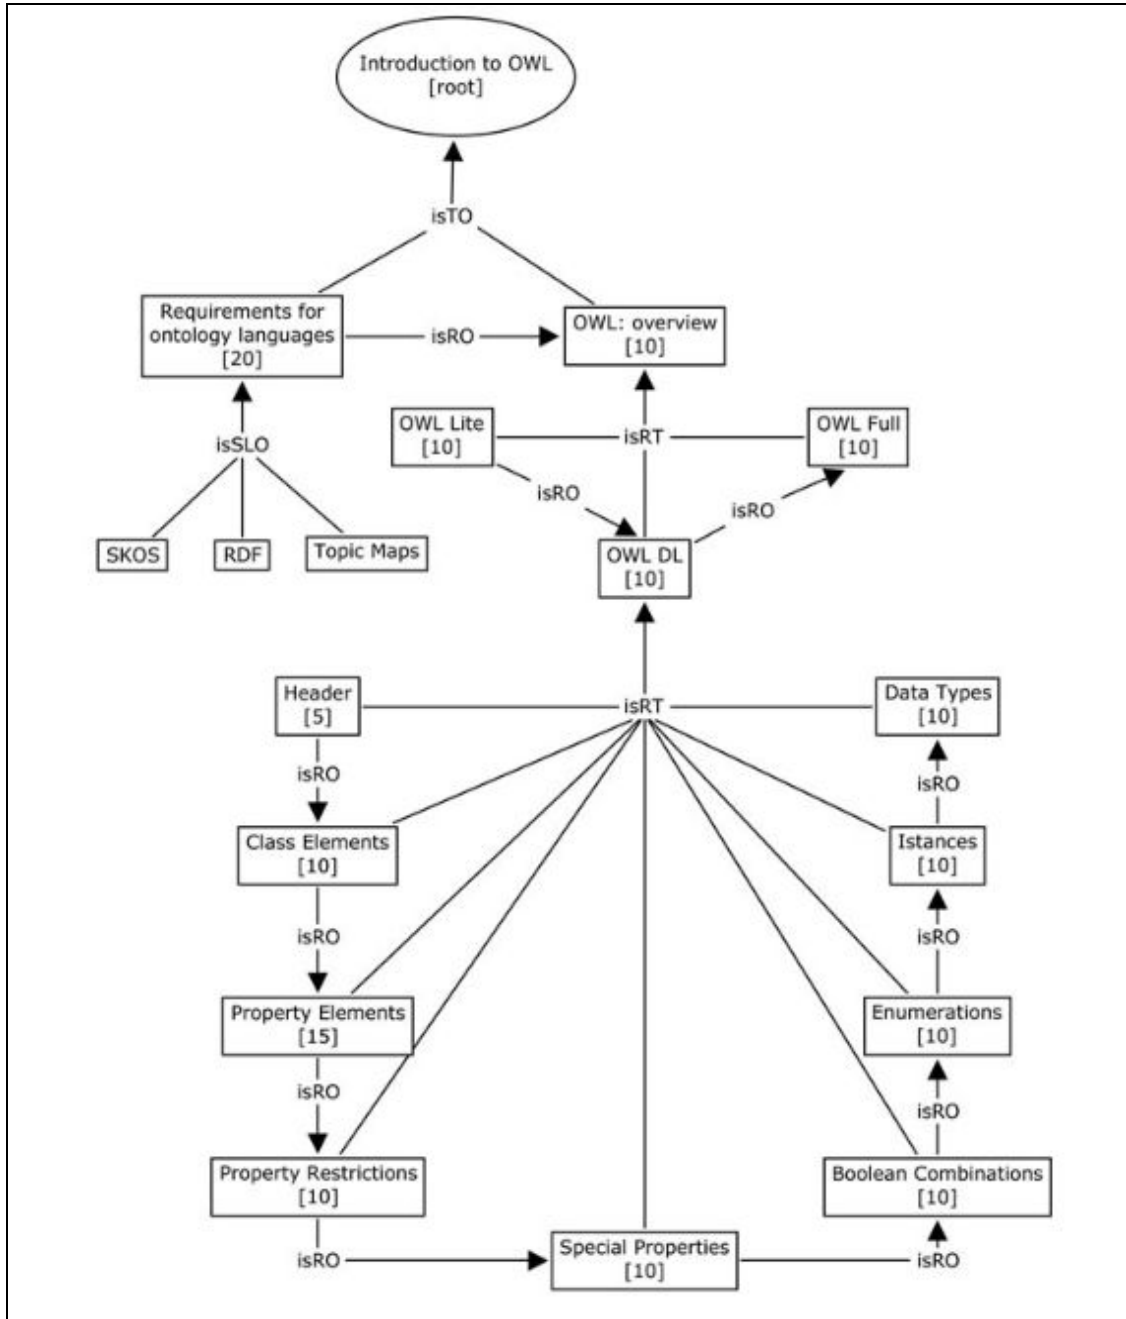 Introduction to OWL
[root]
isTO
Requirements for
ontology languages
[20]
isRO
OWL: overview
[10]
isSLO
OWL Lite
[10]
isRT
OWL Full
[10]
isRO
isRO
SKOS
RDF
Topic Maps
OWL DL
[10]
Header
[5]
isRT
Data Types
[10]
isRO
isRO
Class Elements
[10]
Istances
[10]
isRO
isRO
Property Elements
[15]
Enumerations
[10]
isRO
isRO
Property Restrictions
[10]
Boolean Combinations
[10]
isRO
Special Properties
[10]
isRO